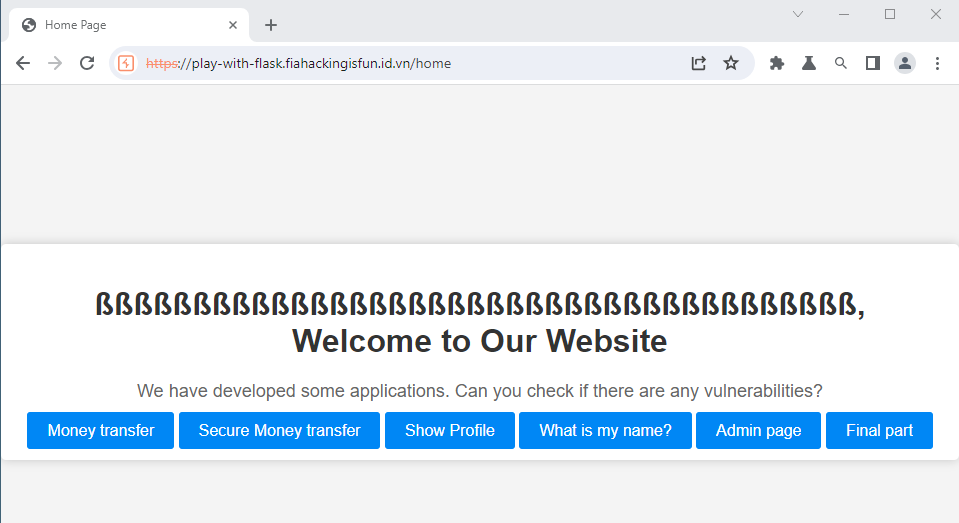 Home Page
https://play-with-flask.fiahackingisfun.id.vn/home
ßßßßßßßßßßßßßßßßßßßßßßßßßßßßßßßßßßßßßßß,
Welcome to Our Website
We have developed some applications. Can you check if there are any vulnerabilities?
Money transfer Secure Money transfer Show Profile What is my name? Admin page Final part